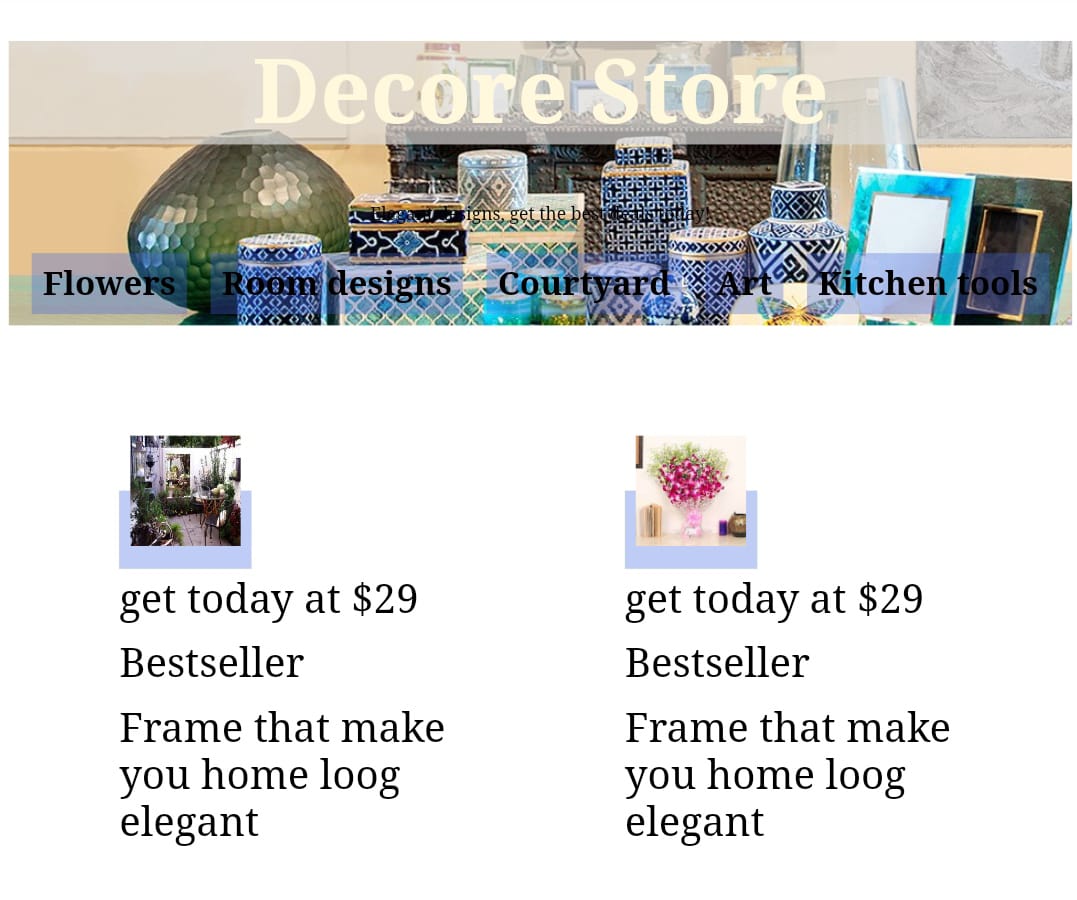 Decore Store
Elegant designs, get the best deals today!
Flowers Room designs Courtyard Art Kitchen tools
get today at $29
Bestseller
Frame that make
you home loog
elegant
get today at $29
Bestseller
Frame that make
you home loog
elegant